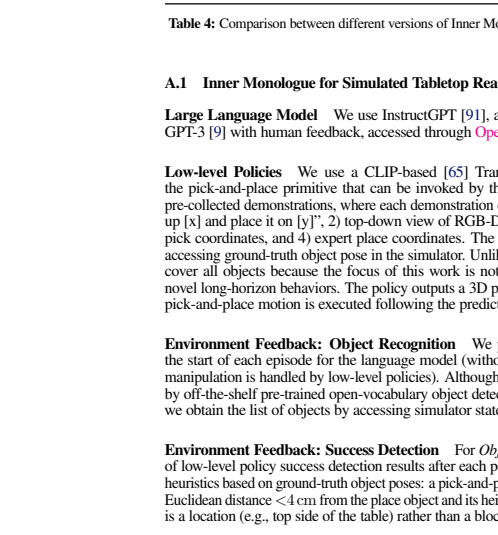 Table 4: Comparison between different versions of Inner Mo
A.1 Inner Monologue for Simulated Tabletop Rea
Large Language Model We use InstructGPT [91], a
GPT-3 [9] with human feedback, accessed through Ope
Low-level Policies We use a CLIP-based [65] Tran
the pick-and-place primitive that can be invoked by th
pre-collected demonstrations, where each demonstration c
up [x] and place it on [y]”, 2) top-down view of RGB-D
pick coordinates, and 4) expert place coordinates. The
accessing ground-truth object pose in the simulator. Unlik
cover all objects because the focus of this work is not
novel long-horizon behaviors. The policy outputs a 3D p
pick-and-place motion is executed following the predict
Environment Feedback: Object Recognition We p
the start of each episode for the language model (witho
manipulation is handled by low-level policies). Although
by off-the-shelf pre-trained open-vocabulary object detec
we obtain the list of objects by accessing simulator state
Environment Feedback: Success Detection For Obj
of low-level policy success detection results after each p
heuristics based on ground-truth object poses: a pick-and-p
Euclidean distance <4 cm from the place object and its hei
is a location (e.g., top side of the table) rather than a bloc